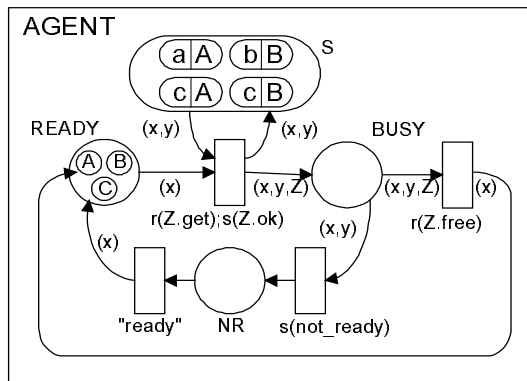 AGENT
S
a A
b B
c A
c B
(x,y)
(x,y)
READY
BUSY
A
B
C
(x)
(x,y,Z)
(x,y,Z)
(x)
r(Z.get);s(Z.ok)
r(Z.free)
(x,y)
(x)
"ready"
NR
s(not_ready)